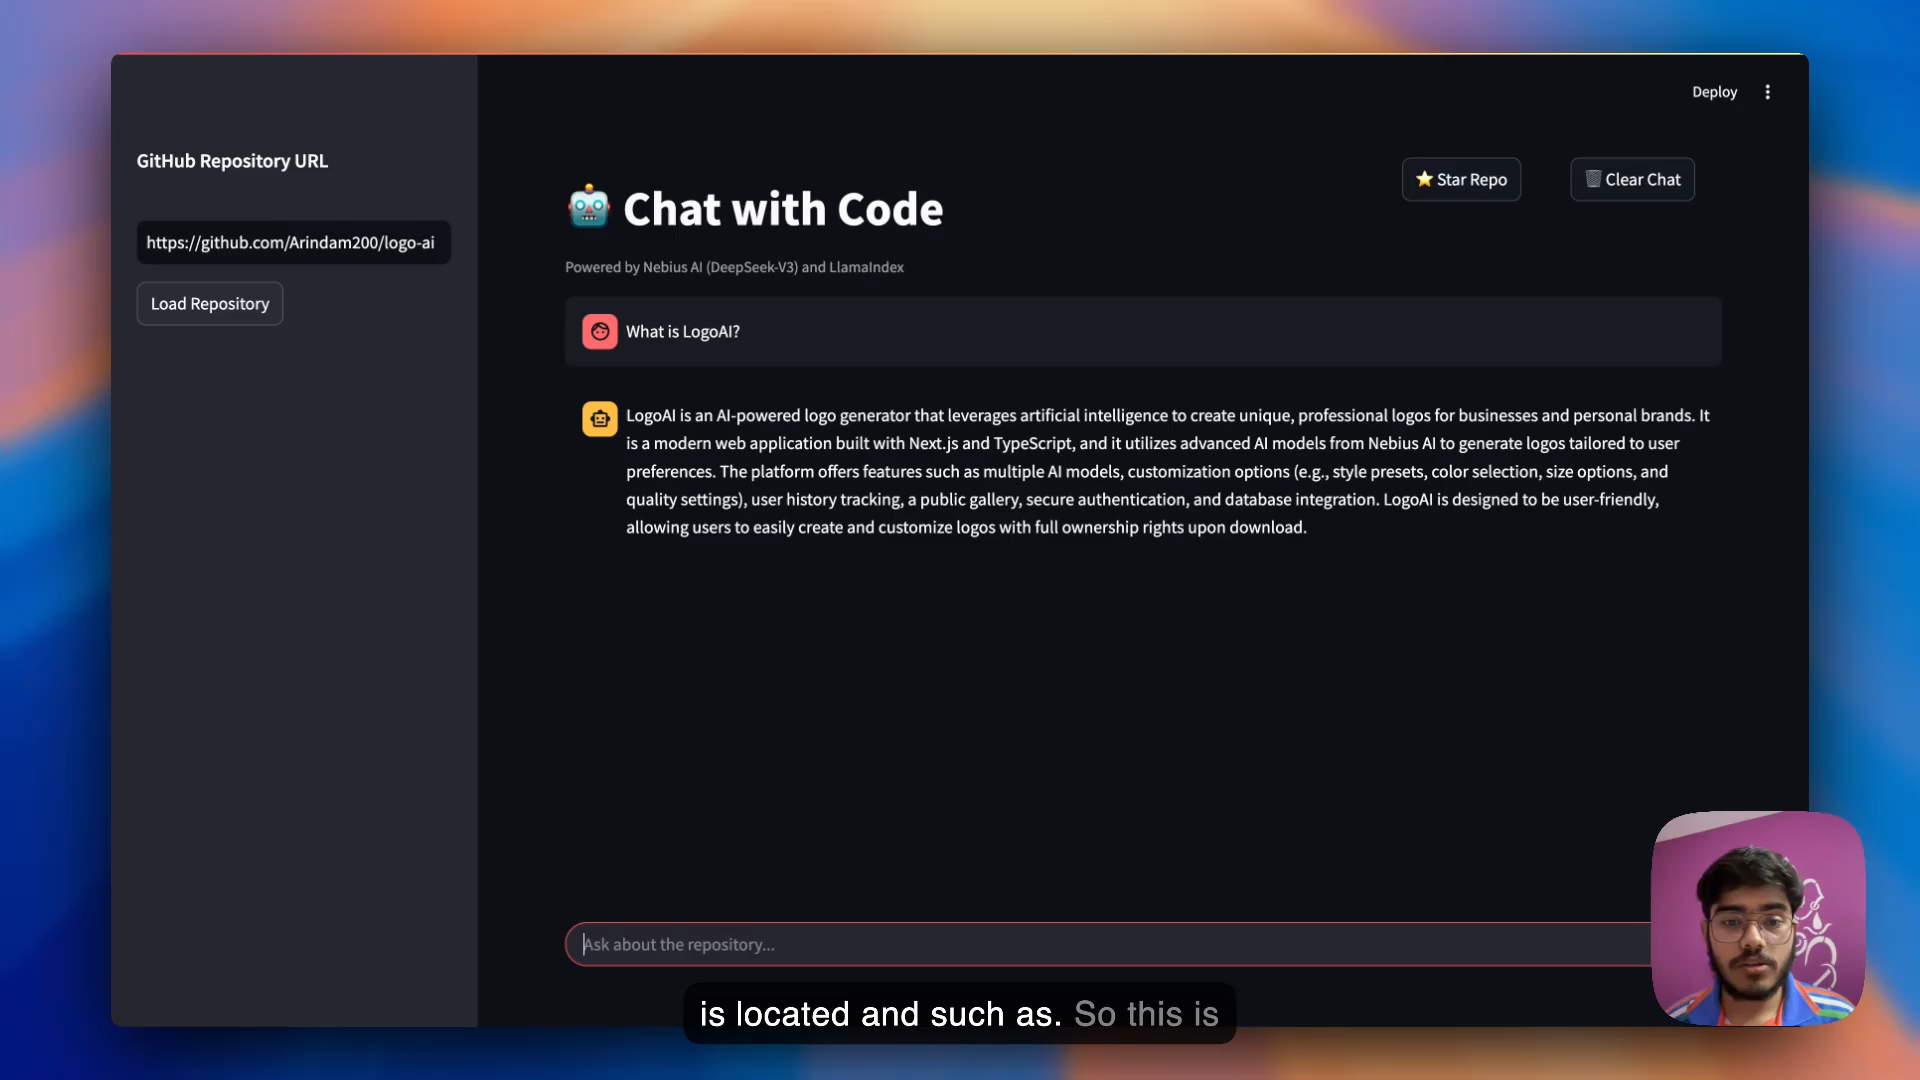 Deploy
GitHub Repository URL
https://github.com/Arindam200/logo-ai
Load Repository
⭐ Star Repo
🗑️ Clear Chat
🤖 Chat with Code
Powered by Nebius AI (DeepSeek-V3) and LlamaIndex
What is LogoAI?
LogoAI is an AI-powered logo generator that leverages artificial intelligence to create unique, professional logos for businesses and personal brands. It
is a modern web application built with Next.js and TypeScript, and it utilizes advanced AI models from Nebius AI to generate logos tailored to user
preferences. The platform offers features such as multiple AI models, customization options (e.g., style presets, color selection, size options, and
quality settings), user history tracking, a public gallery, secure authentication, and database integration. LogoAI is designed to be user-friendly,
allowing users to easily create and customize logos with full ownership rights upon download.
Ask about the repository...
is located and such as. So this is